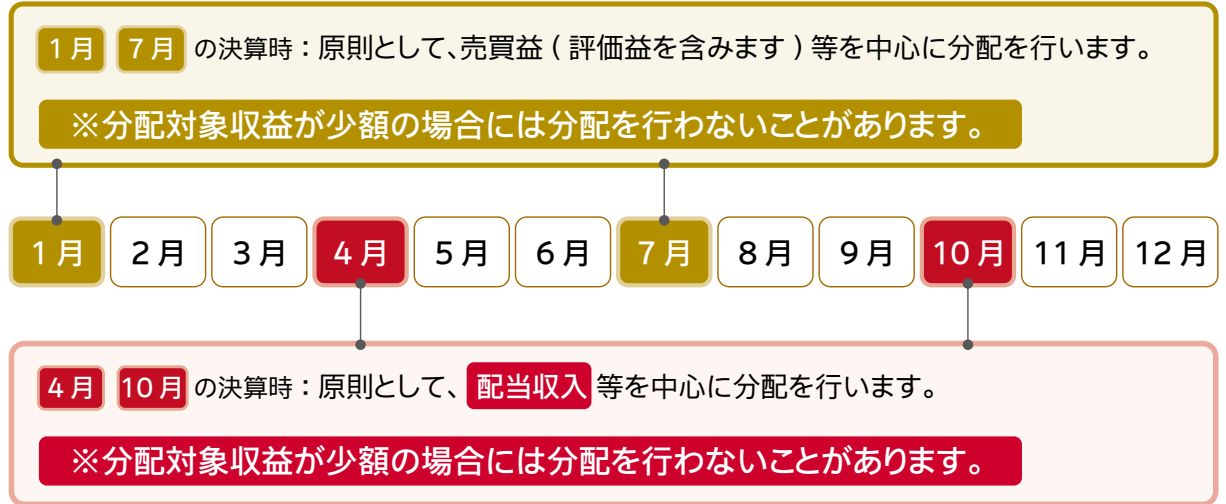 1月 7月 の決算時：原則として、売買益(評価益を含みます)等を中心に分配を行います。
※分配対象収益が少額の場合には分配を行わないことがあります。
1月 2月 3月 4月 5月 6月 7月 8月 9月 10月 11月 12月
4月 10月 の決算時：原則として、配当収入等を中心に分配を行います。
※分配対象収益が少額の場合には分配を行わないことがあります。